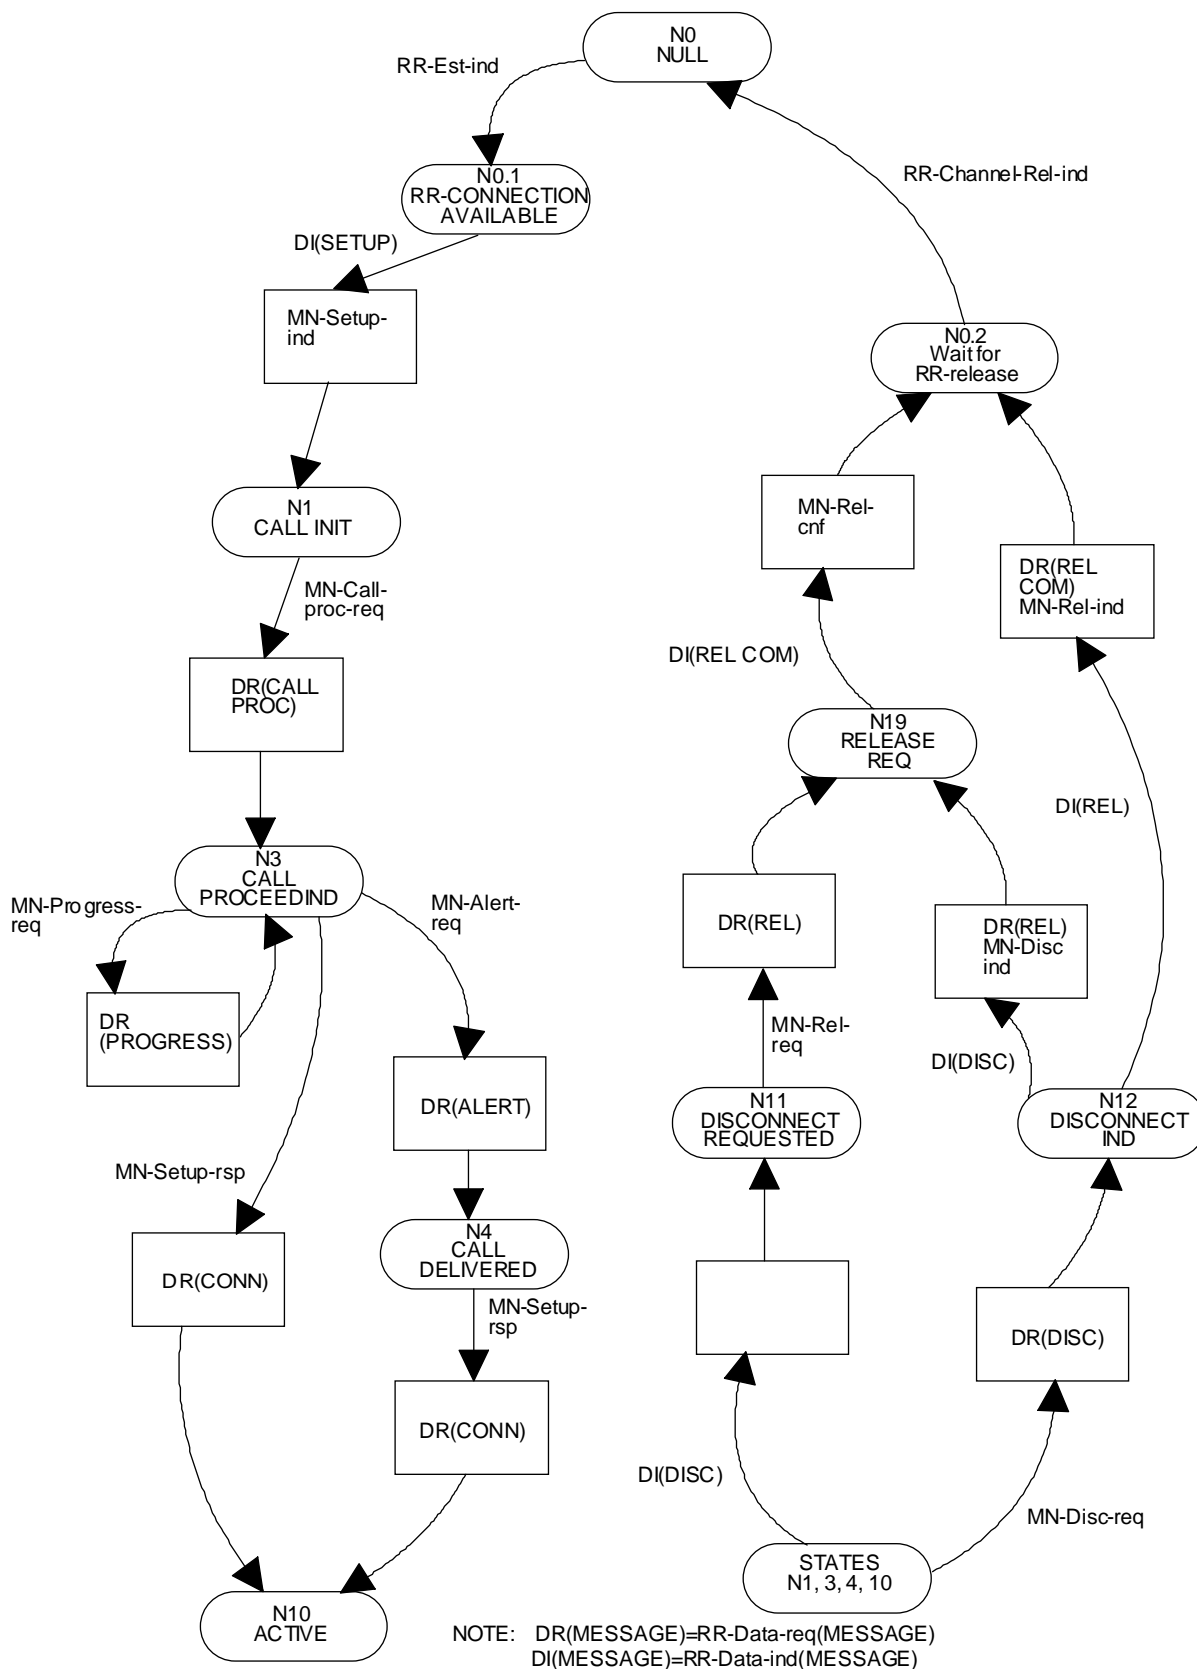 N0
NULL
RR-Est-ind
N0.1
RR-CONNECTION
AVAILABLE
RR-Channel-Rel-ind
DI(SETUP)
MN-Setup-
ind
N0.2
Wait for
RR-release
N1
CALL INIT
MN-Rel-
cnf
DR(REL
COM)
MN-Rel-ind
MN-Call-
proc-req
DI(REL COM)
DR(CALL
PROC)
N19
RELEASE
REQ
DI(REL)
N3
CALL
PROCEEDIND
MN-Progress-
req
MN-Alert-
req
DR(REL)
DR(REL)
MN-Disc
ind
DR
(PROGRESS)
MN-Rel-
req
DI(DISC)
DR(ALERT)
N11
DISCONNECT
REQUESTED
N12
DISCONNECT
IND
MN-Setup-rsp
N4
CALL
DELIVERED
DR(CONN)
MN-Setup-
rsp
DR(DISC)
DR(CONN)
DI(DISC)
MN-Disc-req
STATES
N1, 3, 4, 10
N10
ACTIVE
NOTE: DR(MESSAGE)=RR-Data-req(MESSAGE)
DI(MESSAGE)=RR-Data-ind(MESSAGE)